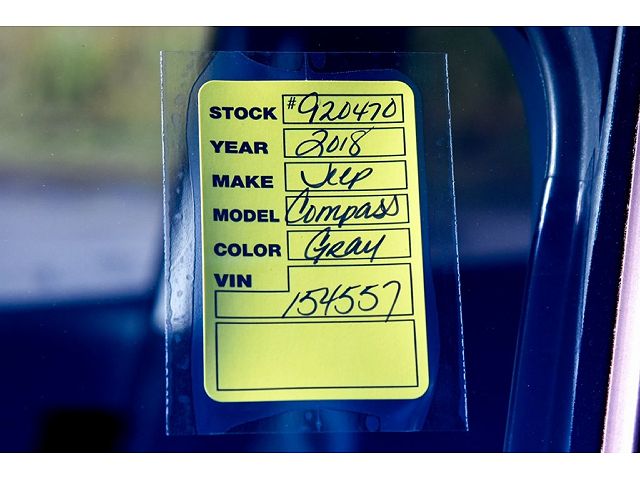 STOCK #920470
YEAR 2018
MAKE Jeep
MODEL Compass
COLOR Gray
VIN
154557